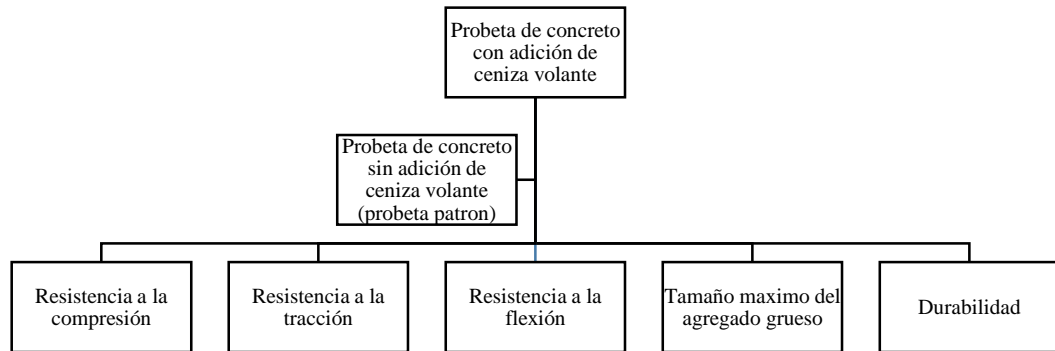 Probeta de concreto
con adición de
ceniza volante
Probeta de concreto
sin adición de
ceniza volante
(probeta patron)
Resistencia a la
compresión
Resistencia a la
tracción
Resistencia a la
flexión
Tamaño maximo del
agregado grueso
Durabilidad